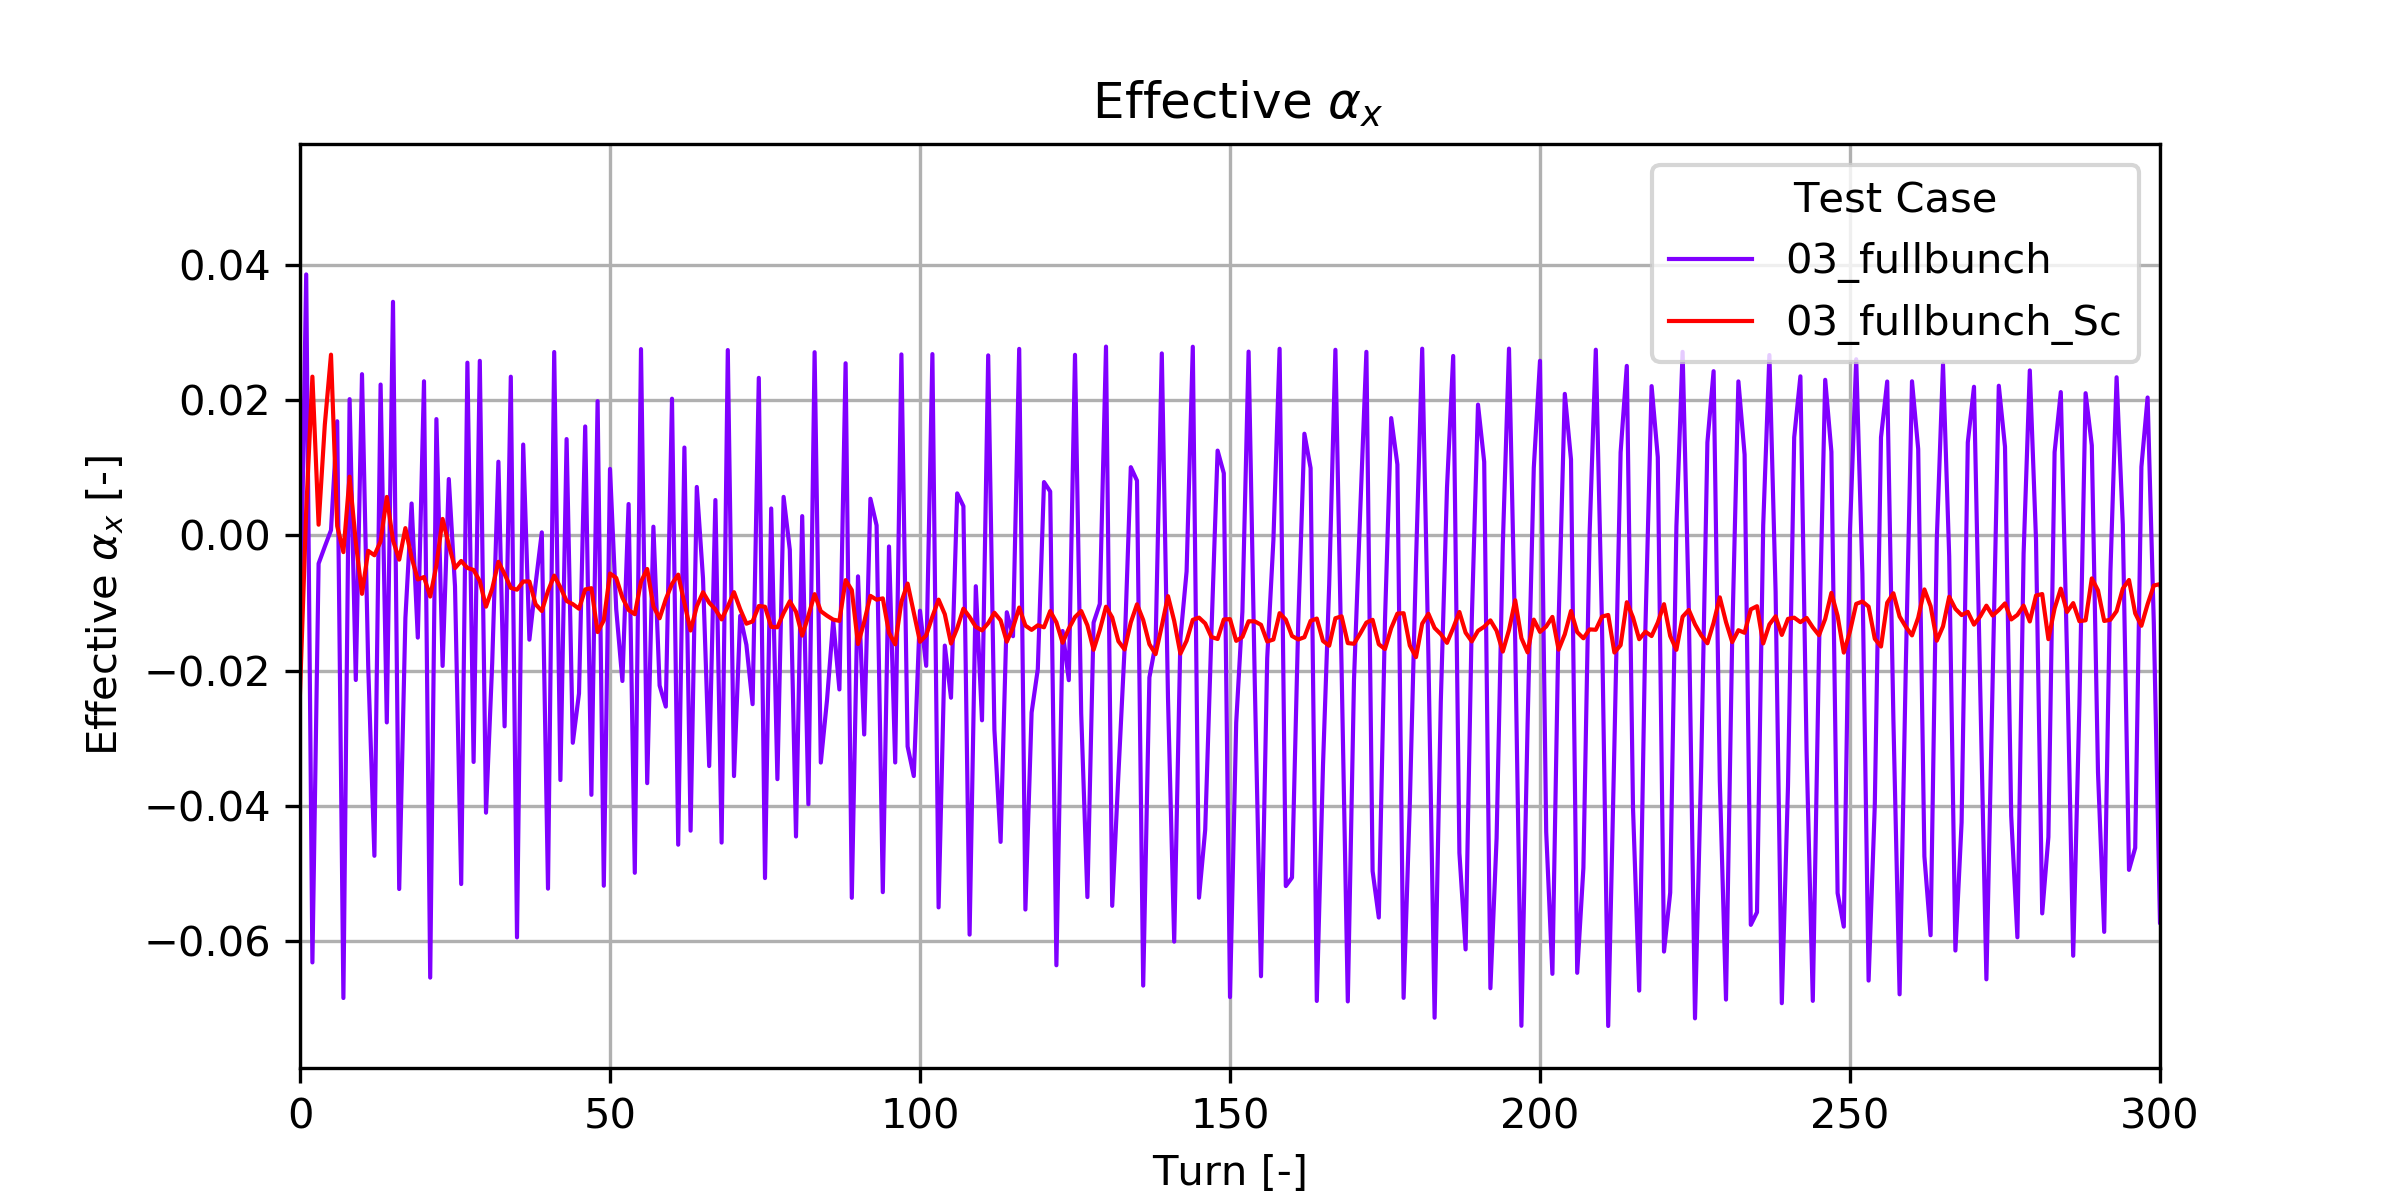 Effective αₓ
Effective αₓ [-]
0.04
0.02
0.00
−0.02
−0.04
−0.06
Test Case
03_fullbunch
03_fullbunch_Sc
0 50 100 150 200 250 300
Turn [-]